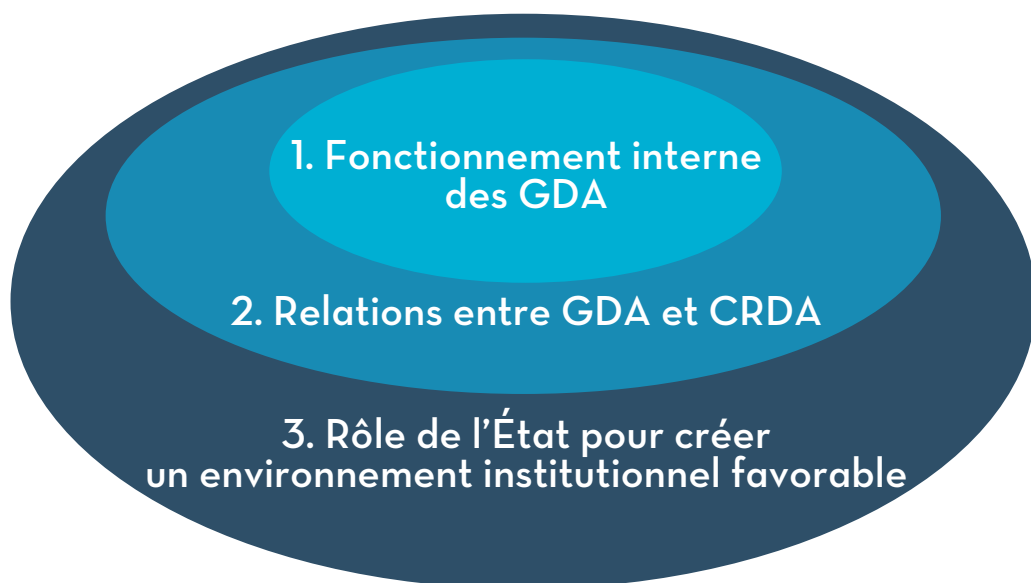 1. Fonctionnement interne
des GDA
2. Relations entre GDA et CRDA
3. Rôle de l’État pour créer
un environnement institutionnel favorable